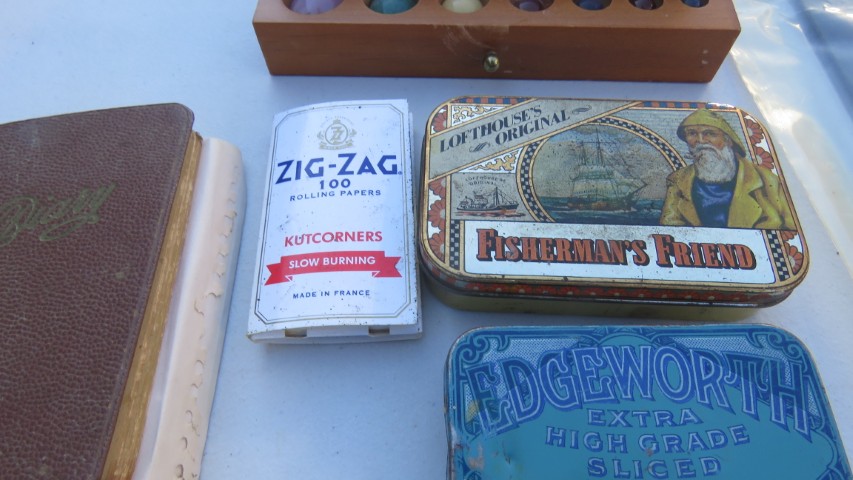 ZIG-ZAG
100
ROLLING PAPERS
KUTCORNERS
SLOW BURNING
MADE IN FRANCE
LOFTHOUSE'S
ORIGINAL
FISHERMAN'S FRIEND
EDGEWORTH
EXTRA
HIGH GRADE
SLICED